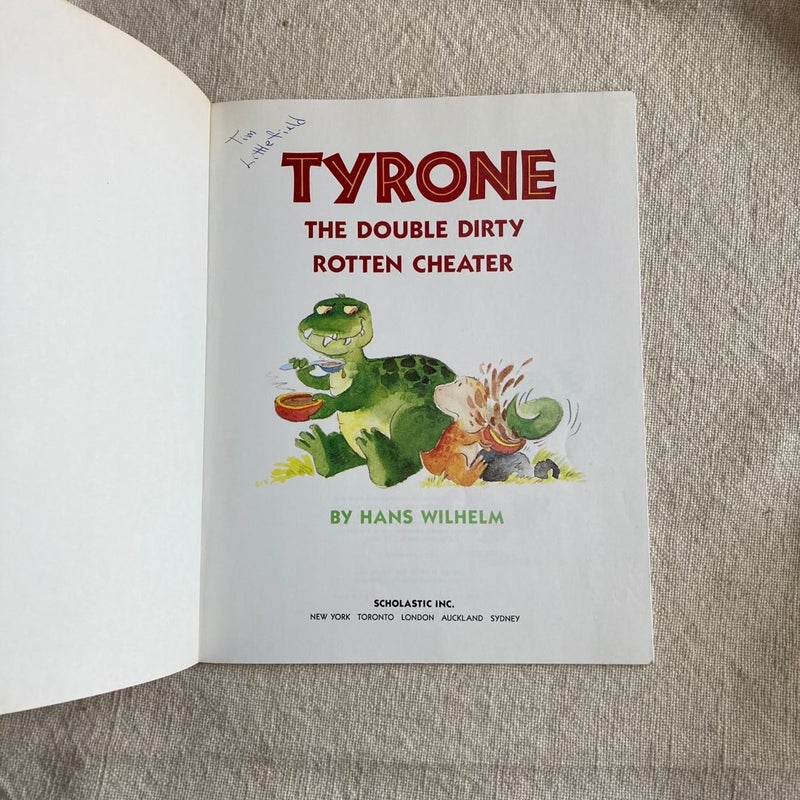 Tim
Littlefield
TYRONE
THE DOUBLE DIRTY
ROTTEN CHEATER
BY HANS WILHELM
SCHOLASTIC INC.
NEW YORK TORONTO LONDON AUCKLAND SYDNEY